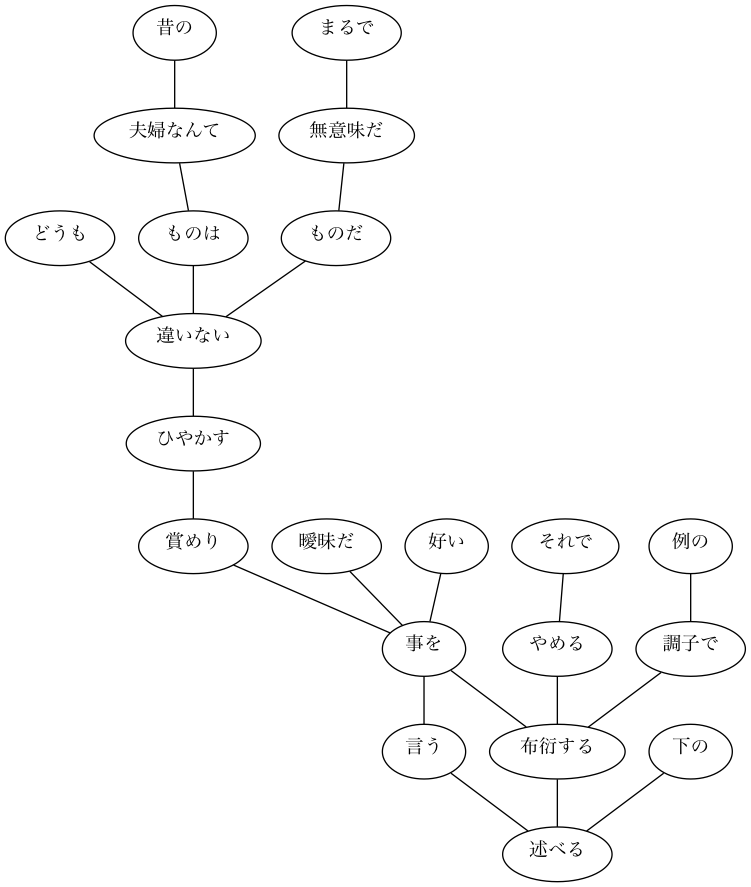 昔の
まるで
夫婦なんて
無意味だ
どうも
ものは
ものだ
違いない
ひやかす
賞めり
曖昧だ
好い
それで
例の
事を
やめる
調子で
言う
布衍する
下の
述べる